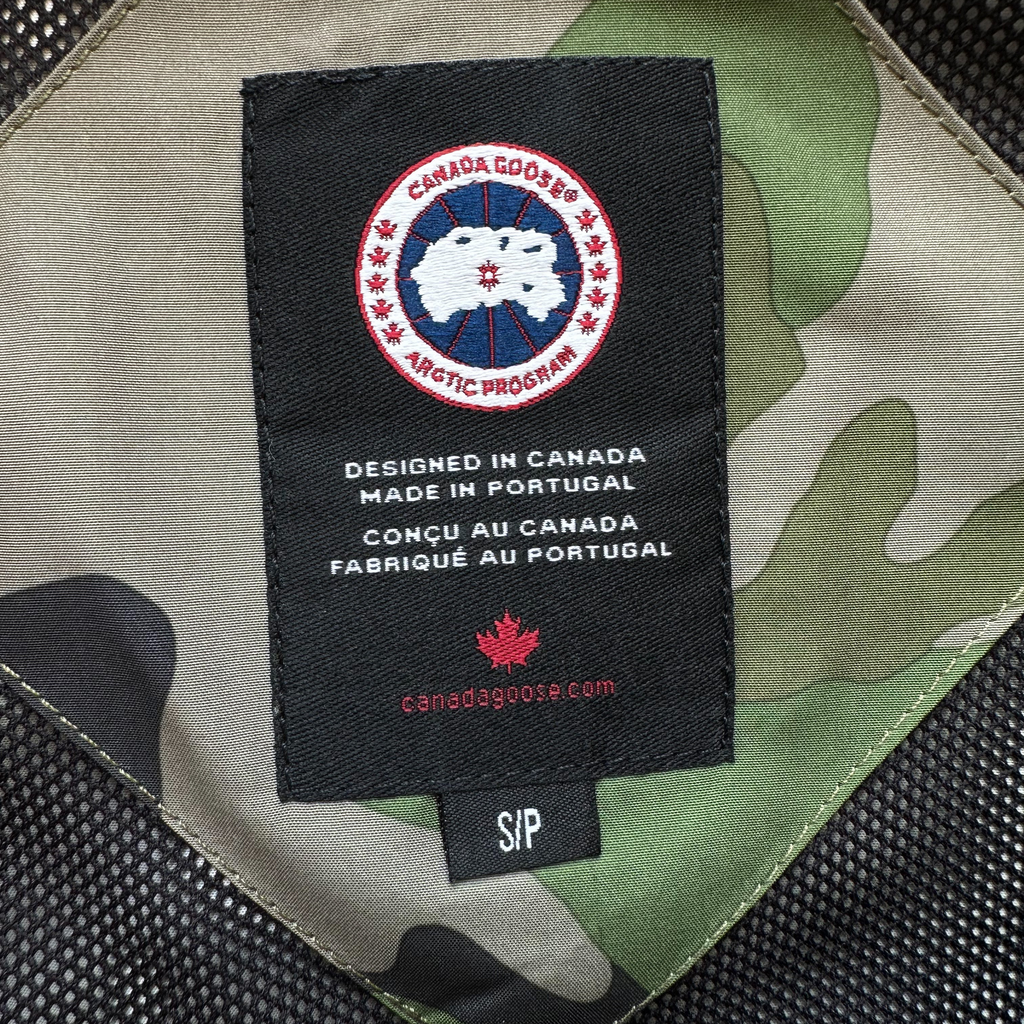 CANADA GOOSE®
ARCTIC PROGRAM
DESIGNED IN CANADA
MADE IN PORTUGAL
CONÇU AU CANADA
FABRIQUÉ AU PORTUGAL
canadagoose.com
S/P